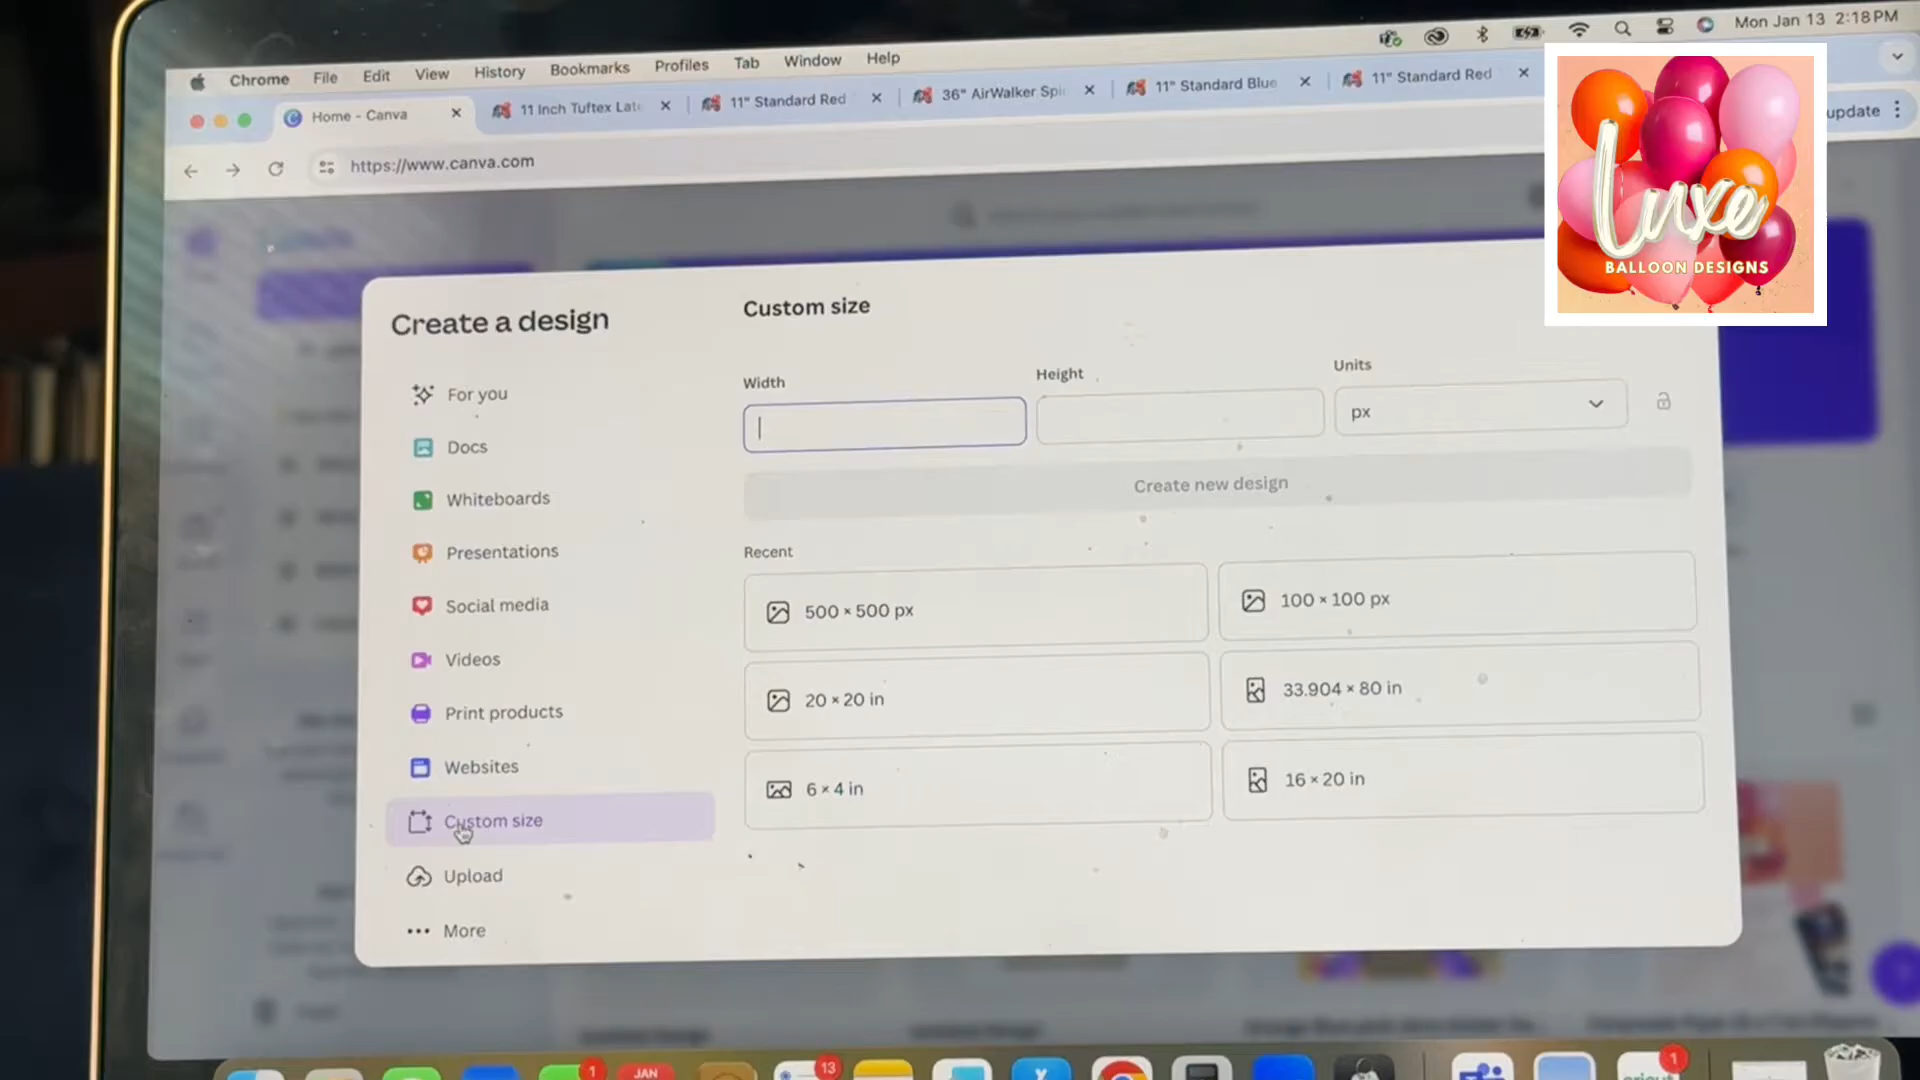 Mon Jan 13 2:18 PM
Chrome File Edit View History Bookmarks Profiles Tab Window Help
Home - Canva
11 Inch Tuftex Late
11" Standard Red
36" AirWalker Spi
11" Standard Blue
11" Standard Red
update
https://www.canva.com
Luxe
BALLOON DESIGNS
Create a design
For you
Docs
Whiteboards
Presentations
Social media
Videos
Print products
Websites
Custom size
Upload
More
Custom size
Width
Height
Units
px
Create new design
Recent
500 × 500 px
100 × 100 px
20 × 20 in
33.904 × 80 in
6 × 4 in
16 × 20 in
1
JAN
13
1
cricut